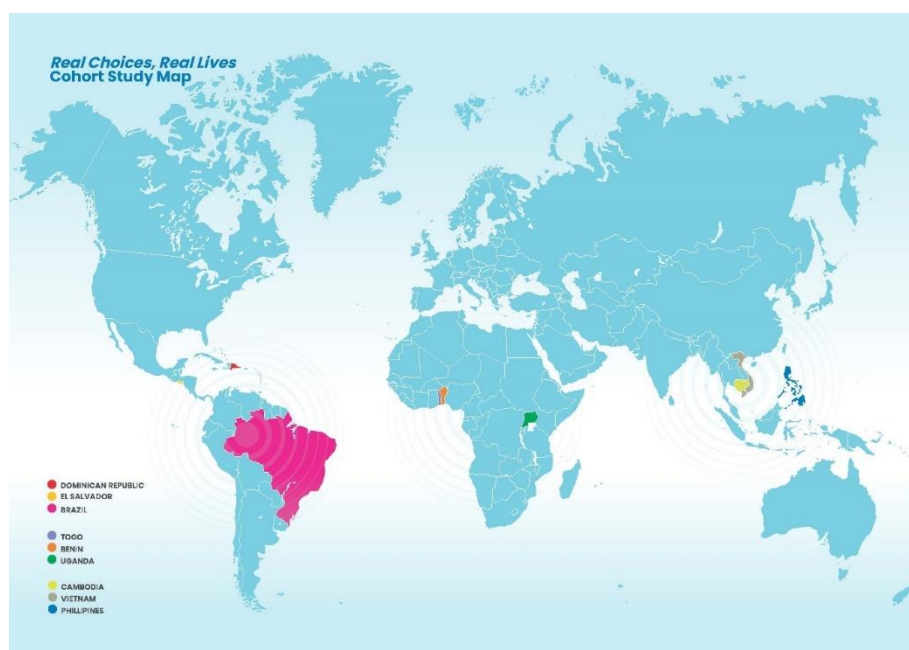 Real Choices, Real Lives
Cohort Study Map
DOMINICAN REPUBLIC
EL SALVADOR
BRAZIL
TOGO
BENIN
UGANDA
CAMBODIA
VIETNAM
PHILLIPINES